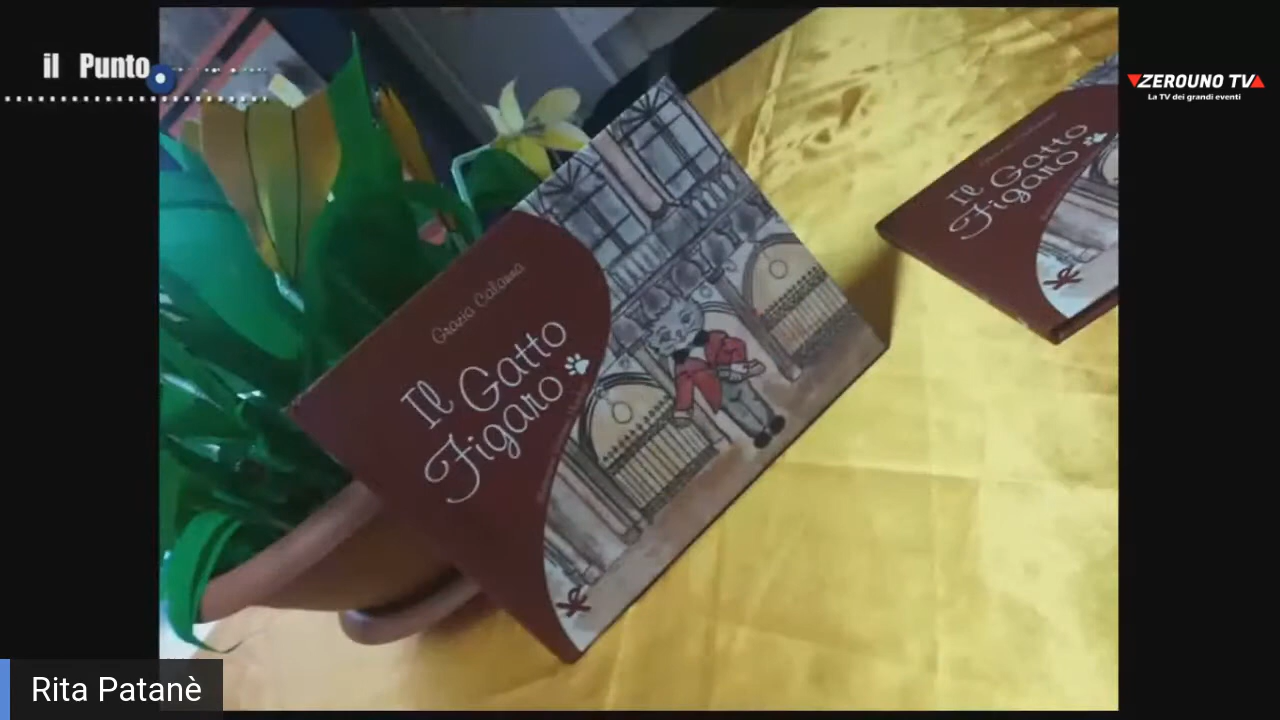 il Punto
ZEROUNO TV
La TV dei grandi eventi
Il Gatto
Figaro
Grazia Calanna
Il Gatto
Figaro
Rita Patanè